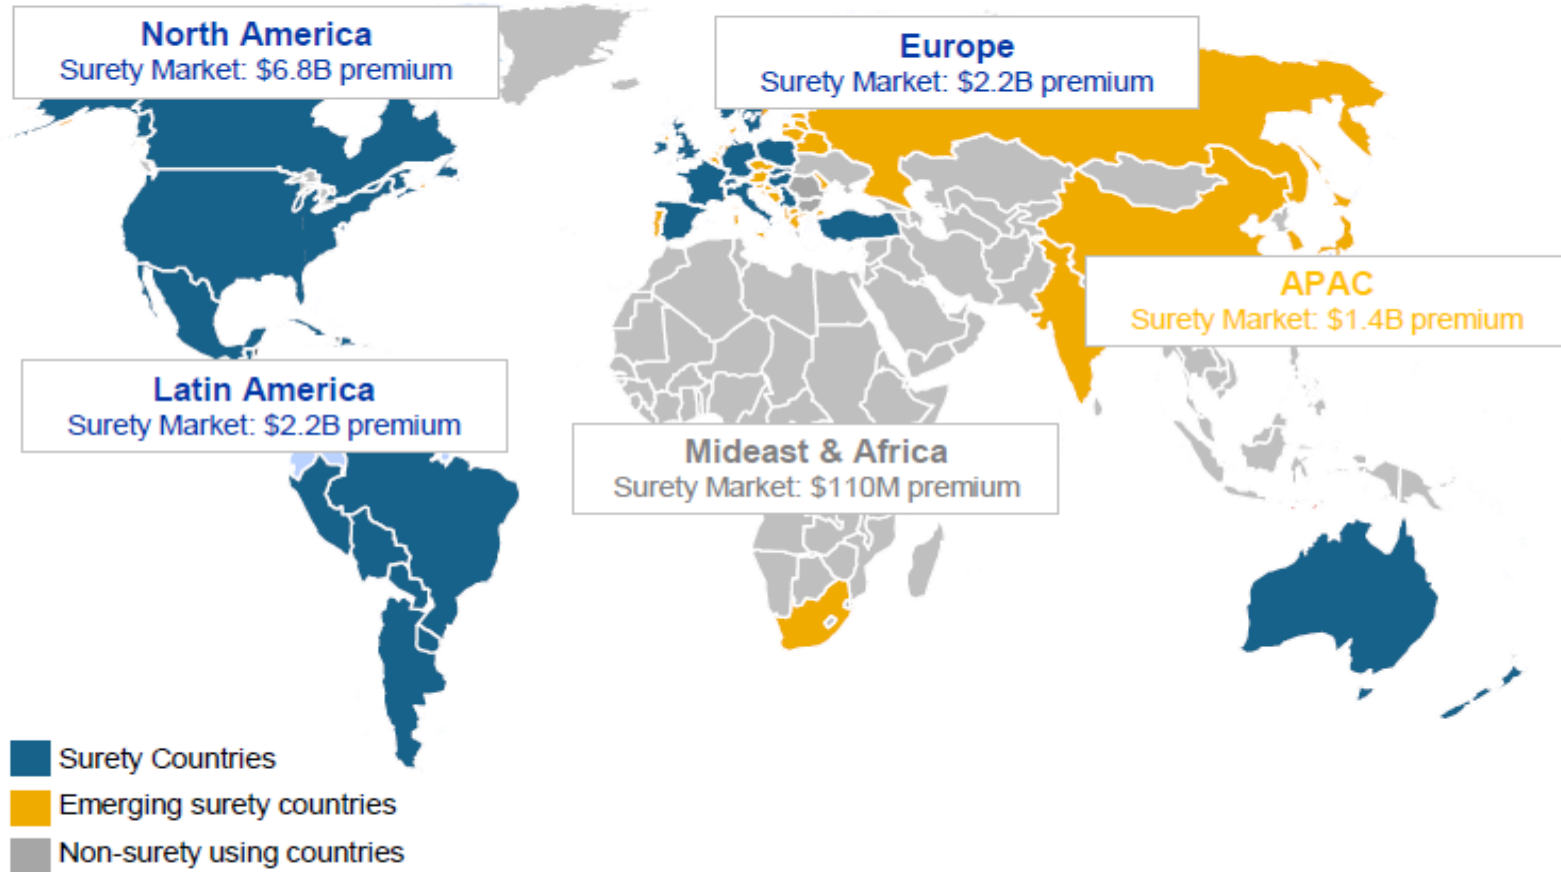 North America
Surety Market: $6.8B premium
Europe
Surety Market: $2.2B premium
APAC
Surety Market: $1.4B premium
Latin America
Surety Market: $2.2B premium
Mideast & Africa
Surety Market: $110M premium
Surety Countries
Emerging surety countries
Non-surety using countries